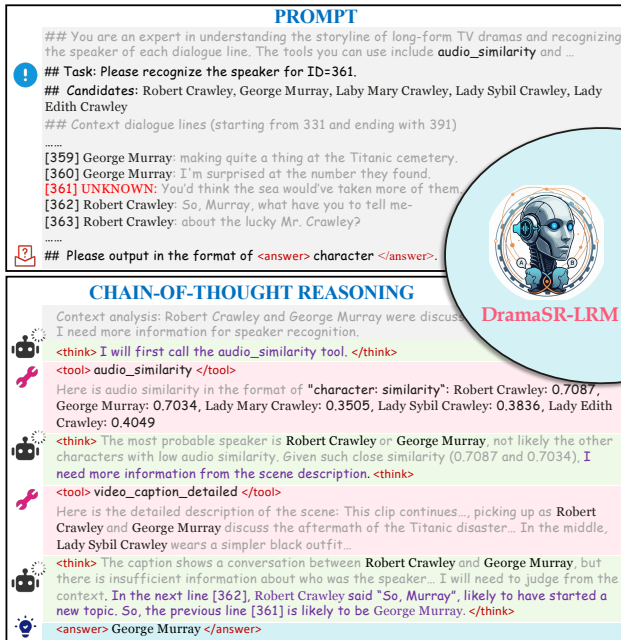 PROMPT
## You are an expert in understanding the storyline of long-form TV dramas and recognizing
the speaker of each dialogue line. The tools you can use include audio_similarity and ...
## Task: Please recognize the speaker for ID=361.
## Candidates: Robert Crawley, George Murray, Laby Mary Crawley, Lady Sybil Crawley, Lady
Edith Crawley
## Context dialogue lines (starting from 331 and ending with 391)
......
[359] George Murray: making quite a thing at the Titanic cemetery.
[360] George Murray: I'm surprised at the number they found.
[361] UNKNOWN: You'd think the sea would've taken more of them.
[362] Robert Crawley: So, Murray, what have you to tell me-
[363] Robert Crawley: about the lucky Mr. Crawley?
......
## Please output in the format of <answer> character </answer>.
A B
DramaSR-LRM
CHAIN-OF-THOUGHT REASONING
Context analysis: Robert Crawley and George Murray were
I need more information for speaker recognition.
<think> I will first call the audio_similarity tool. </think>
<tool> audio_similarity </tool>
Here is audio similarity in the format of "character: similarity": Robert Crawley: 0.7087,
George Murray: 0.7034, Lady Mary Crawley: 0.3505, Lady Sybil Crawley: 0.3836, Lady Edith
Crawley: 0.4049
<think> The most probable speaker is Robert Crawley or George Murray, not likely the other
characters with low audio similarity. Given such close similarity (0.7087 and 0.7034), I
need more information from the scene description. <think>
<tool> video_caption_detailed </tool>
Here is the detailed description of the scene: This clip continues..., picking up as Robert
Crawley and George Murray discuss the aftermath of the Titanic disaster... In the middle,
Lady Sybil Crawley wears a simpler black outfit...
<think> The caption shows a conversation between Robert Crawley and George Murray, but
there is insufficient information about who was the speaker... I will need to judge from the
context. In the next line [362], Robert Crawley said "So, Murray", likely to have started a
new topic. So, the previous line [361] is likely to be George Murray. </think>
<answer> George Murray </answer>